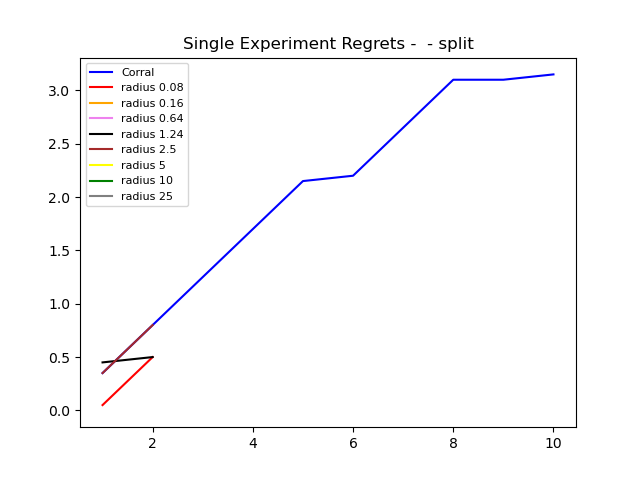 Single Experiment Regrets -  - split
Corral
radius 0.08
radius 0.16
radius 0.64
radius 1.24
radius 2.5
radius 5
radius 10
radius 25
3.0
2.5
2.0
1.5
1.0
0.5
0.0
2 4 6 8 10